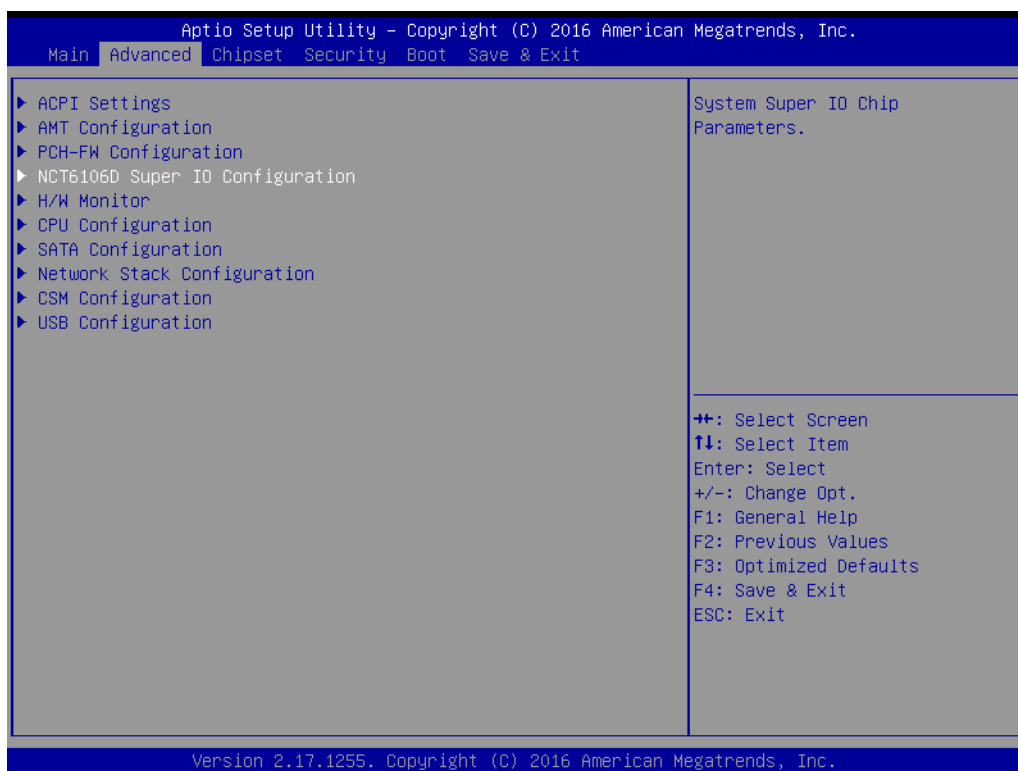 Aptio Setup Utility – Copyright (C) 2016 American Megatrends, Inc.
Main Advanced Chipset Security Boot Save & Exit
ACPI Settings
AMT Configuration
PCH-FW Configuration
NCT6106D Super IO Configuration
H/W Monitor
CPU Configuration
SATA Configuration
Network Stack Configuration
CSM Configuration
USB Configuration
System Super IO Chip
Parameters.
→←: Select Screen
↑↓: Select Item
Enter: Select
+/-: Change Opt.
F1: General Help
F2: Previous Values
F3: Optimized Defaults
F4: Save & Exit
ESC: Exit
Version 2.17.1255. Copyright (C) 2016 American Megatrends, Inc.